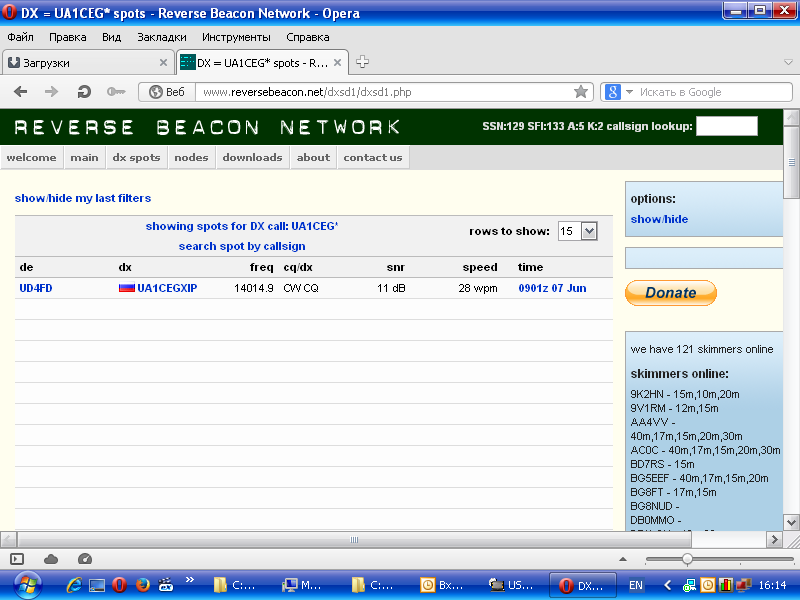 DX = UA1CEG* spots - Reverse Beacon Network - Opera
Файл Правка Вид Закладки Инструменты Справка
Загрузки
DX = UA1CEG* spots - R...
Веб
www.reversebeacon.net/dxsd1/dxsd1.php
Искать в Google
REVERSE BEACON NETWORK
SSN:129 SFI:133 A:5 K:2 callsign lookup:
welcome main dx spots nodes downloads about contact us
show/hide my last filters
showing spots for DX call: UA1CEG*
search spot by callsign
rows to show: 15
de dx freq cq/dx snr speed time
UD4FD UA1CEGXIP 14014.9 CW CQ 11 dB 28 wpm 0901z 07 Jun
options:
show/hide
Donate
we have 121 skimmers online
skimmers online:
9K2HN - 15m,10m,20m
9V1RM - 12m,15m
AA4VV -
40m,17m,15m,20m,30m
AC0C - 40m,17m,15m,20m,30m
BD7RS - 15m
BG5EEF - 40m,17m,15m,20m
BG8FT - 17m,15m
BG8NUD -
DB0MMO -
C:... M... C:... Вх... US... DX... EN 16:14